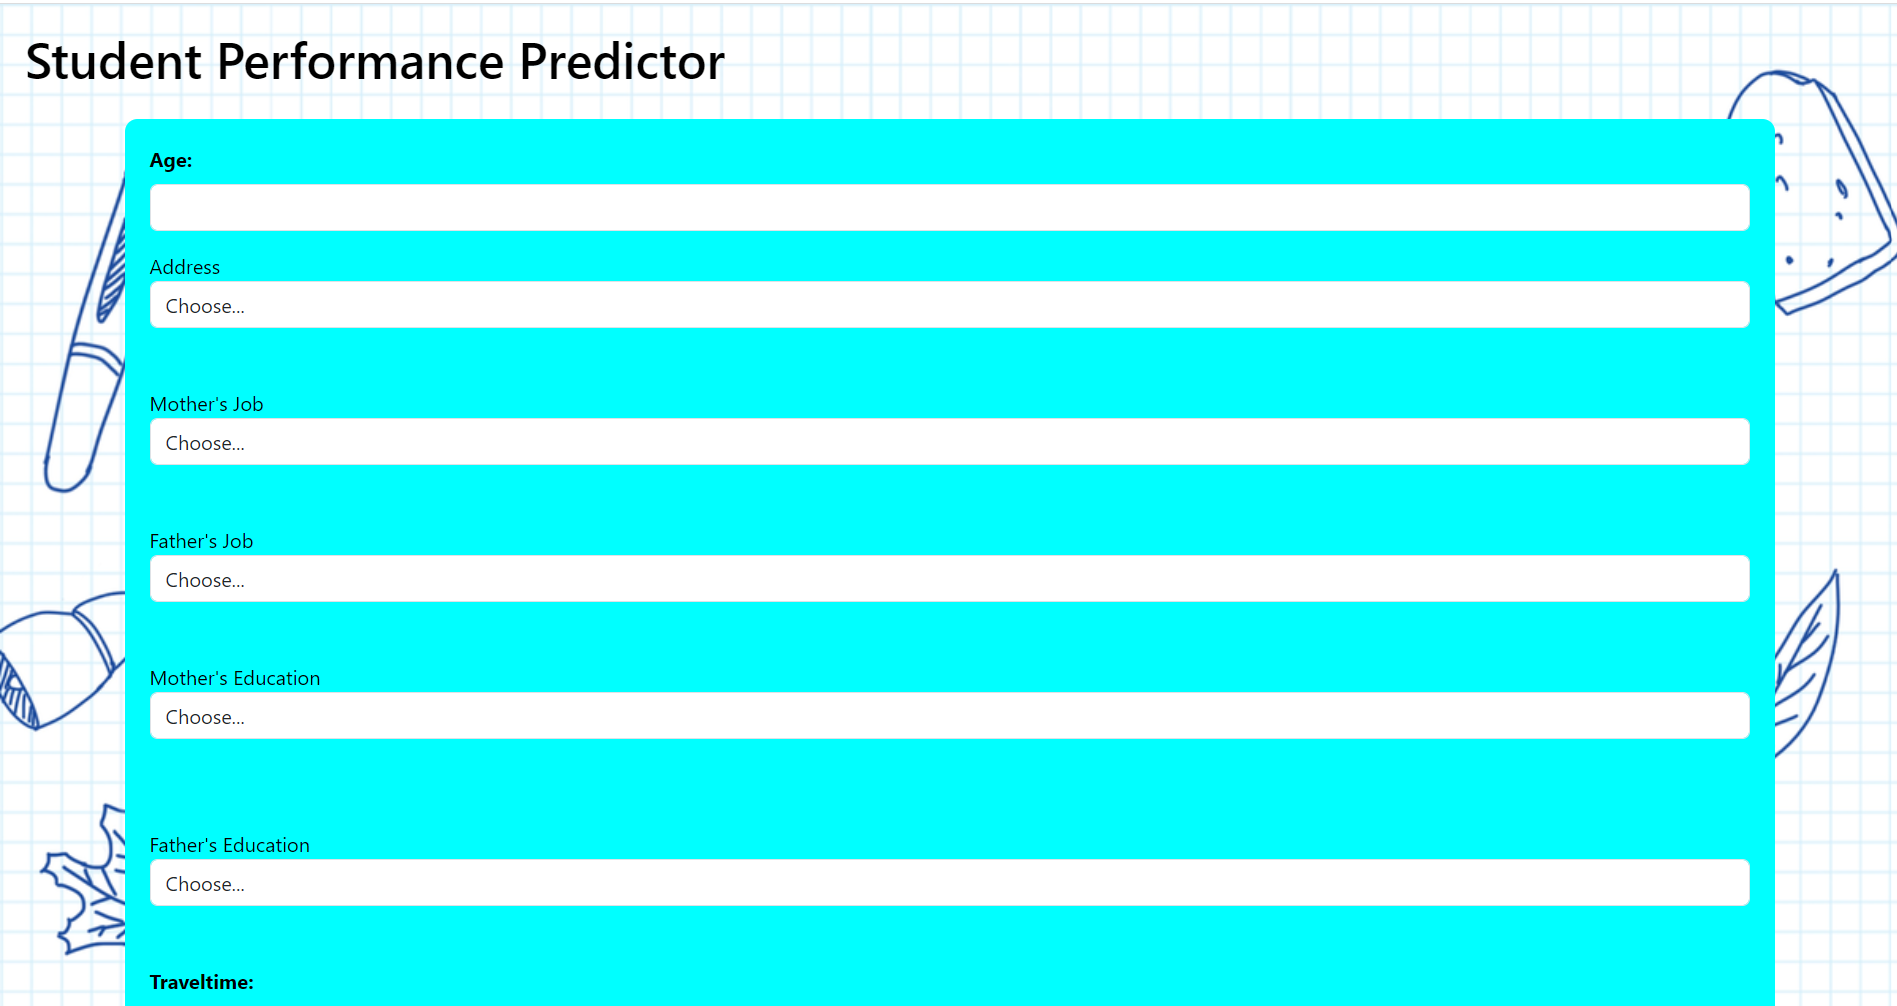 Student Performance Predictor
Age:
Address
Choose...
Mother's Job
Choose...
Father's Job
Choose...
Mother's Education
Choose...
Father's Education
Choose...
Traveltime: